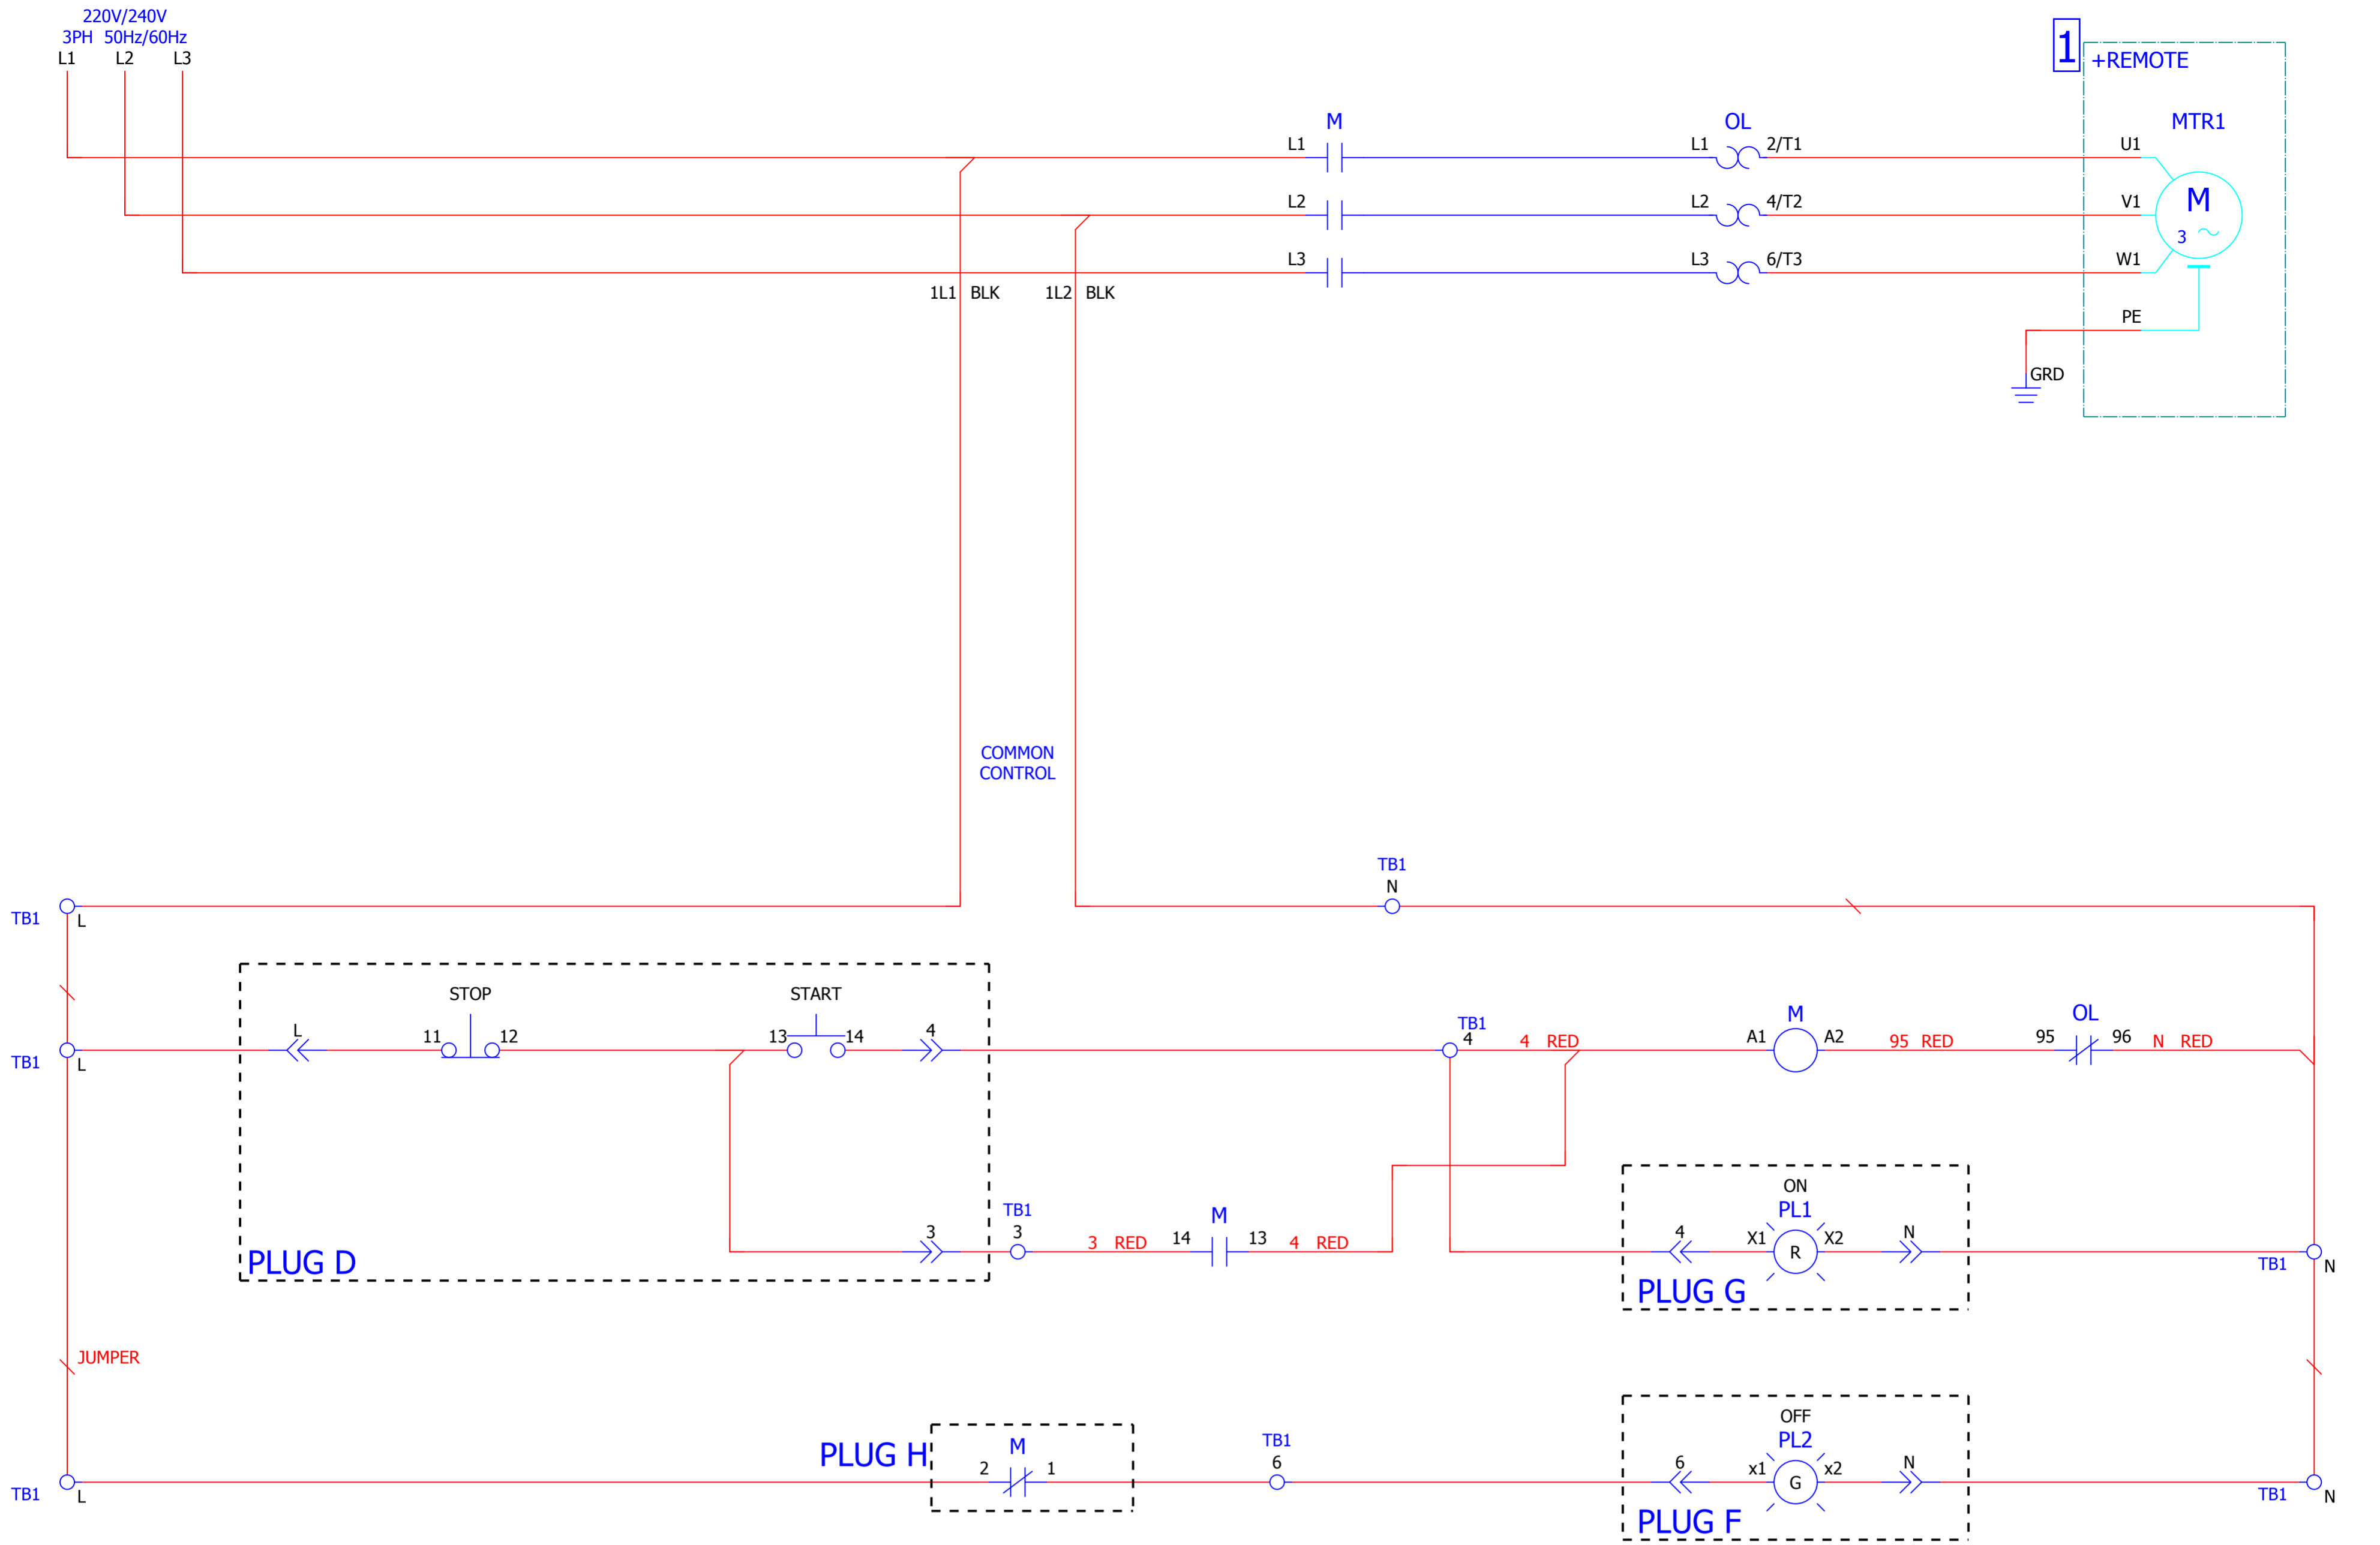 220V/240V
3PH 50Hz/60Hz
L1 L2 L3
1 +REMOTE
M OL MTR1
L1 L1 2/T1 U1
L2 L2 4/T2 V1
M
3
L3 L3 6/T3 W1
1L1 BLK 1L2 BLK
PE
GRD
COMMON
CONTROL
TB1
N
TB1 L
STOP START
L 11 12 13 14 4
TB1 L
TB1
4
4 RED
M
A1 A2
95 RED
OL
95 96
N RED
TB1
3 3
3 RED
M
14 13
4 RED
PLUG D
ON
PL1
4 X1 R X2 N
PLUG G
TB1 N
JUMPER
OFF
PL2
PLUG H
M
2 1
TB1
6
6 x1 G x2 N
PLUG F
TB1 L
TB1 N